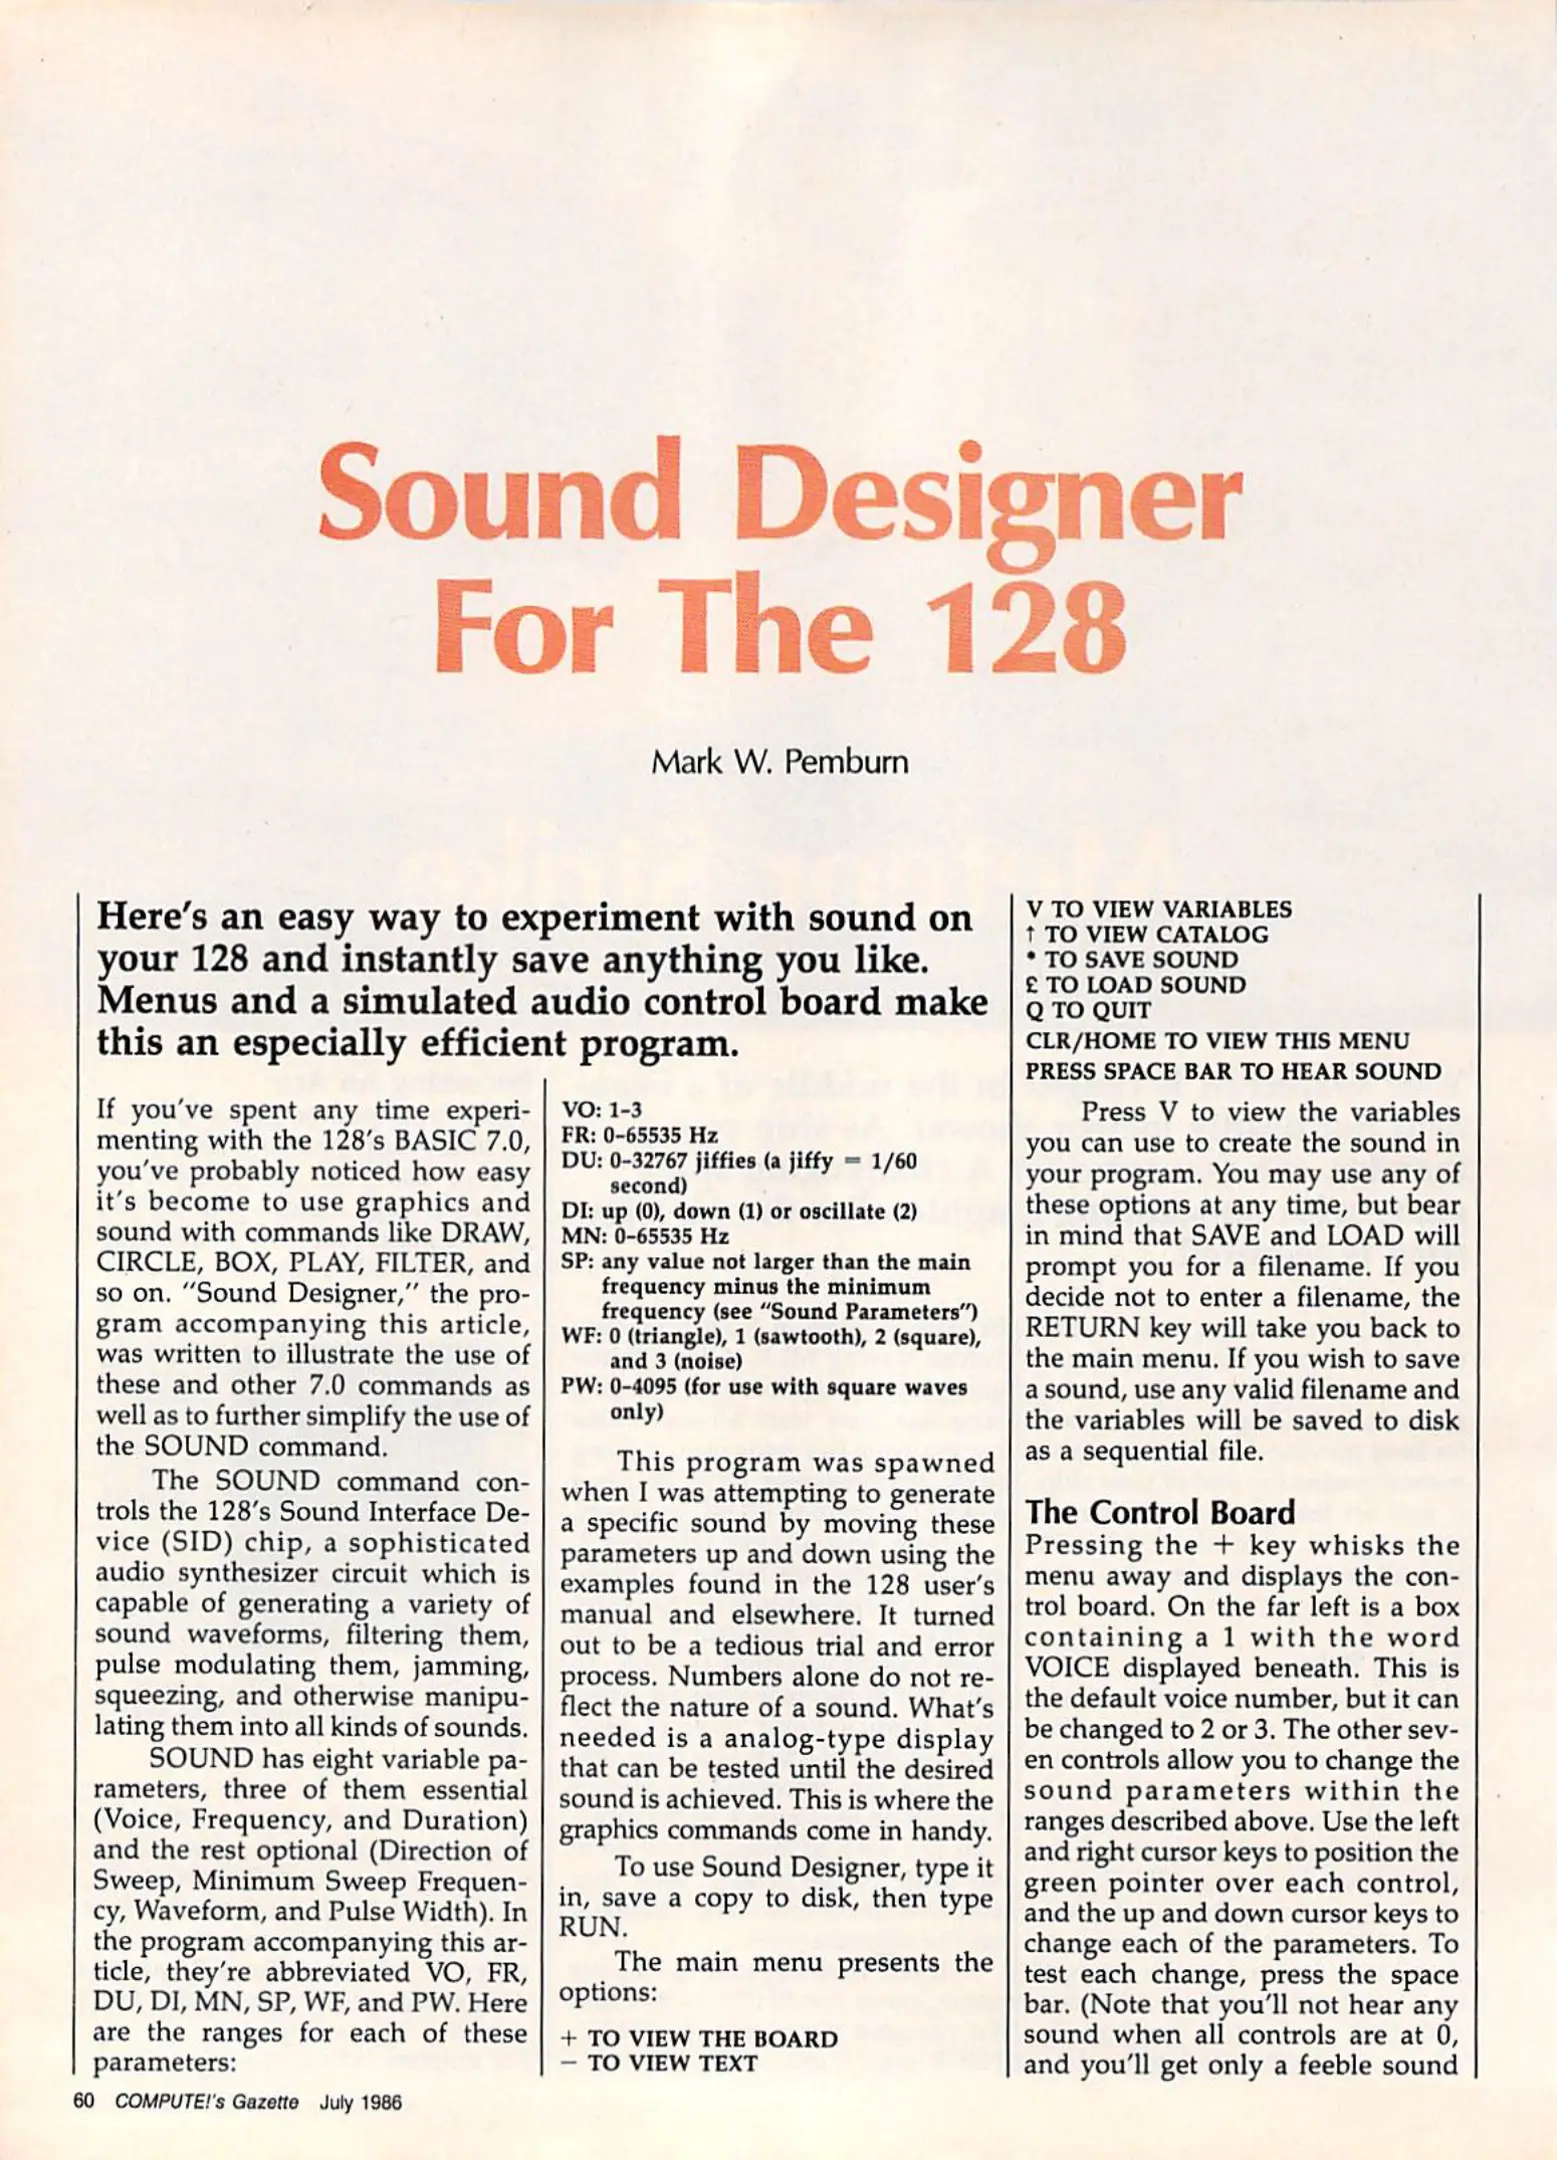 Sound Designer
For The 128
Mark W. Pemburn
Here's an easy way to experiment with sound on
your 128 and instantly save anything you like.
Menus and a simulated audio control board make
this an especially efficient program.
If you've spent any time experi-
menting with the 128's BASIC 7.0,
you've probably noticed how easy
it's become to use graphics and
sound with commands like DRAW,
CIRCLE, BOX, PLAY, FILTER, and
so on. "Sound Designer," the pro-
gram accompanying this article,
was written to illustrate the use of
these and other 7.0 commands as
well as to further simplify the use of
the SOUND command.
The SOUND command con-
trols the 128's Sound Interface De-
vice (SID) chip, a sophisticated
audio synthesizer circuit which is
capable of generating a variety of
sound waveforms, filtering them,
pulse modulating them, jamming,
squeezing, and otherwise manipu-
lating them into all kinds of sounds.
SOUND has eight variable pa-
rameters, three of them essential
(Voice, Frequency, and Duration)
and the rest optional (Direction of
Sweep, Minimum Sweep Frequen-
cy, Waveform, and Pulse Width). In
the program accompanying this ar-
ticle, they're abbreviated VO, FR,
DU, DI, MN, SP, WF, and PW. Here
are the ranges for each of these
parameters:
VO: 1-3
FR: 0-65535 Hz
DU: 0-32767 jiffies (a jiffy = 1/60
second)
DI: up (0), down (1) or oscillate (2)
MN: 0-65535 Hz
SP: any value not larger than the main
frequency minus the minimum
frequency (see "Sound Parameters")
WF: 0 (triangle), 1 (sawtooth), 2 (square),
and 3 (noise)
PW: 0-4095 (for use with square waves
only)
This program was spawned
when I was attempting to generate
a specific sound by moving these
parameters up and down using the
examples found in the 128 user's
manual and elsewhere. It turned
out to be a tedious trial and error
process. Numbers alone do not re-
flect the nature of a sound. What's
needed is a analog-type display
that can be tested until the desired
sound is achieved. This is where the
graphics commands come in handy.
To use Sound Designer, type it
in, save a copy to disk, then type
RUN.
The main menu presents the
options:
+ TO VIEW THE BOARD
− TO VIEW TEXT
V TO VIEW VARIABLES
↑ TO VIEW CATALOG
* TO SAVE SOUND
£ TO LOAD SOUND
Q TO QUIT
CLR/HOME TO VIEW THIS MENU
PRESS SPACE BAR TO HEAR SOUND
Press V to view the variables
you can use to create the sound in
your program. You may use any of
these options at any time, but bear
in mind that SAVE and LOAD will
prompt you for a filename. If you
decide not to enter a filename, the
RETURN key will take you back to
the main menu. If you wish to save
a sound, use any valid filename and
the variables will be saved to disk
as a sequential file.
The Control Board
Pressing the + key whisks the
menu away and displays the con-
trol board. On the far left is a box
containing a 1 with the word
VOICE displayed beneath. This is
the default voice number, but it can
be changed to 2 or 3. The other sev-
en controls allow you to change the
sound parameters within the
ranges described above. Use the left
and right cursor keys to position the
green pointer over each control,
and the up and down cursor keys to
change each of the parameters. To
test each change, press the space
bar. (Note that you'll not hear any
sound when all controls are at 0,
and you'll get only a feeble sound
60 COMPUTE!'s Gazette July 1986